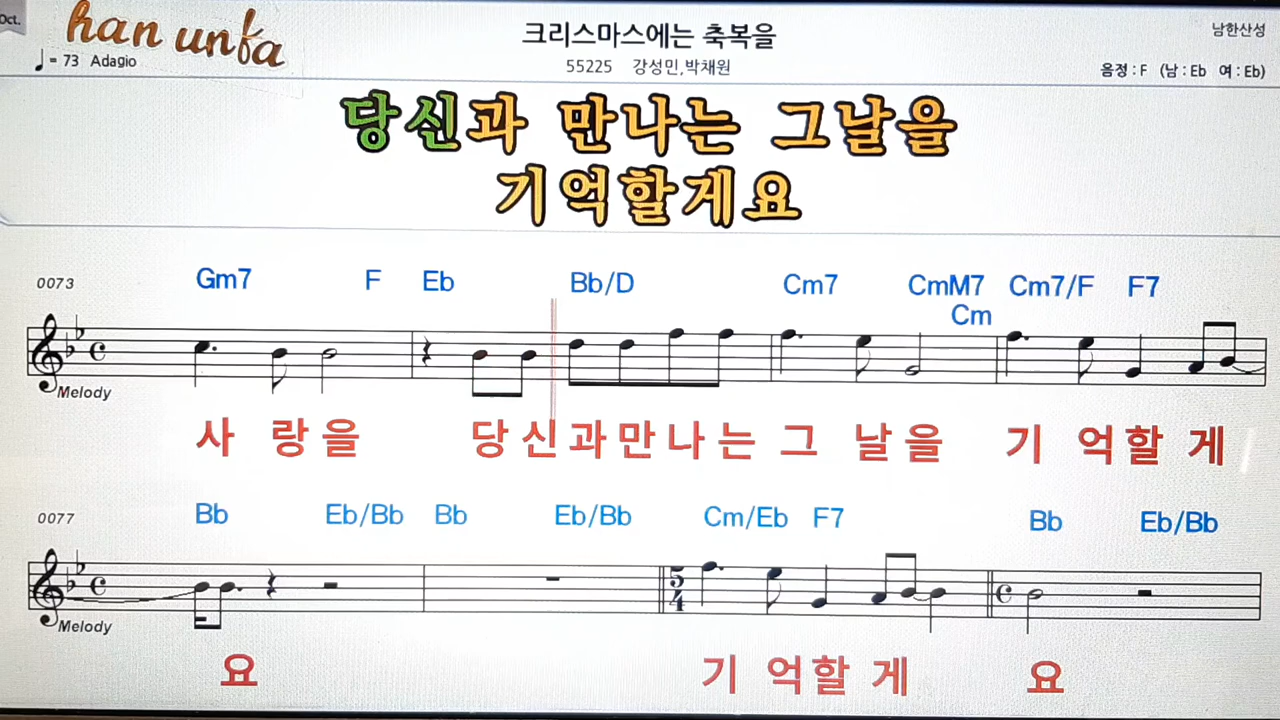 Oct.
han unfa
크리스마스에는 축복을
남한산성
♩= 73 Adagio
55225 강성민,박채원
음정 : F (남 : Eb 여 : Eb)
당신과 만나는 그날을
기억할게요
0073 Gm7 F Eb Bb/D Cm7 CmM7 Cm7/F F7
Cm
Melody
사 랑 을 당 신 과 만 나 는 그 날 을 기 억 할 게
0077 Bb Eb/Bb Bb Eb/Bb Cm/Eb F7 Bb Eb/Bb
5
4
Melody
요 기 억 할 게 요